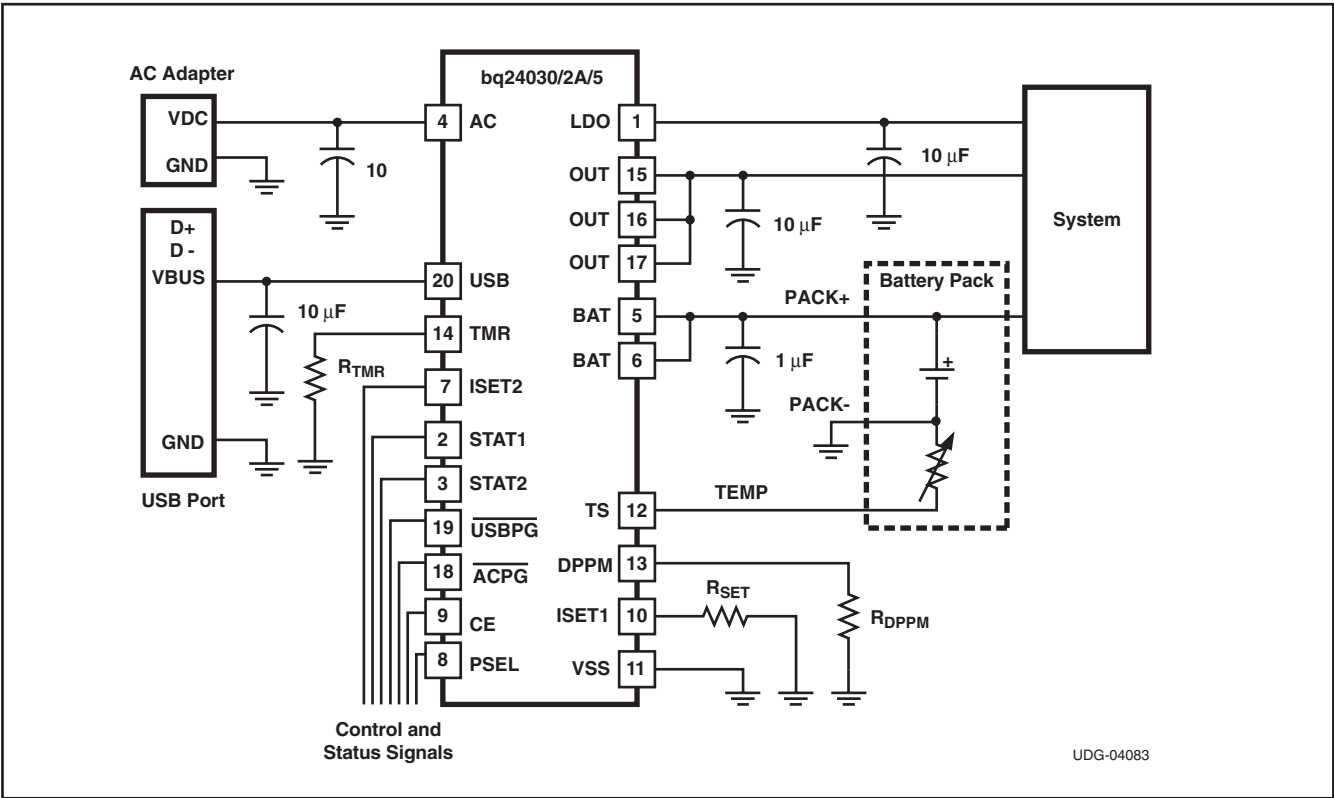 AC Adapter
VDC
GND
10
D+
D -
VBUS
10 µF
GND
USB Port
RTMR
bq24030/2A/5
4 AC
20 USB
14 TMR
7 ISET2
2 STAT1
3 STAT2
19 USBPG
18 ACPG
9 CE
8 PSEL
LDO 1
OUT 15
OUT 16
OUT 17
BAT 5
BAT 6
TS 12
DPPM 13
ISET1 10
VSS 11
10 µF
10 µF
System
Battery Pack
PACK+
+
1 µF
PACK-
TEMP
RSET
RDPPM
Control and
Status Signals
UDG-04083